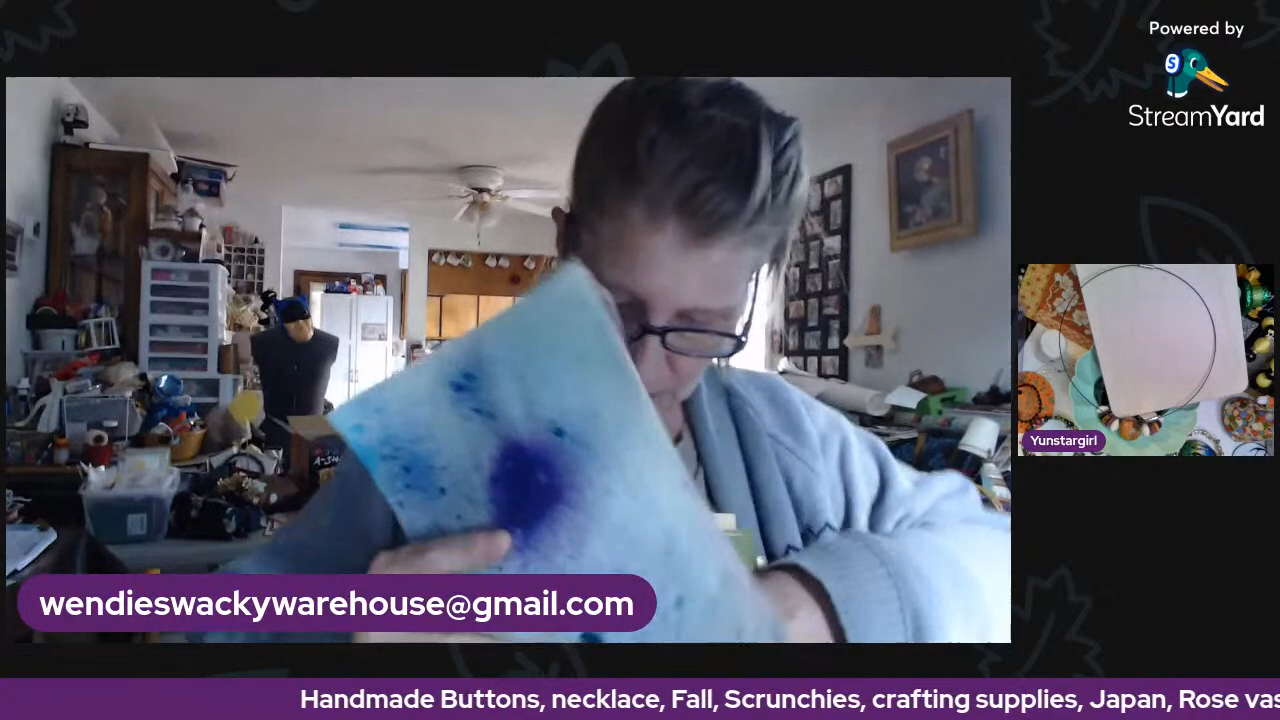 Powered by
StreamYard
Yunstargirl
wendieswackywarehouse@gmail.com
Handmade Buttons, necklace, Fall, Scrunchies, crafting supplies, Japan, Rose vas